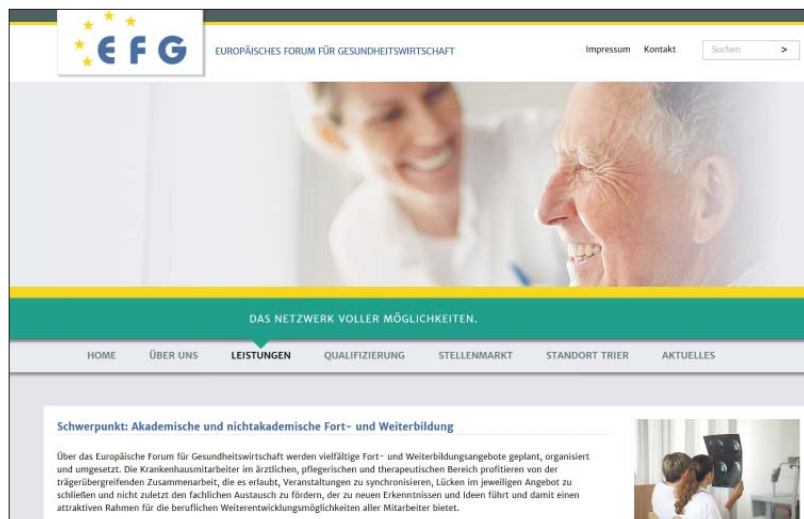 EFG
EUROPÄISCHES FORUM FÜR GESUNDHEITSWIRTSCHAFT
Impressum Kontakt Suchen >
DAS NETZWERK VOLLER MÖGLICHKEITEN.
HOME ÜBER UNS LEISTUNGEN QUALIFIZIERUNG STELLENMARKT STANDORT TRIER AKTUELLES
Schwerpunkt: Akademische und nichtakademische Fort- und Weiterbildung
Über das Europäische Forum für Gesundheitswirtschaft werden vielfältige Fort- und Weiterbildungsangebote geplant, organisiert
und umgesetzt. Die Krankenhausmitarbeiter im ärztlichen, pflegerischen und therapeutischen Bereich profitieren von der
trägerübergreifenden Zusammenarbeit, die es erlaubt, Veranstaltungen zu synchronisieren, Lücken im jeweiligen Angebot zu
schließen und nicht zuletzt den fachlichen Austausch zu fördern, der zu neuen Erkenntnissen und Ideen führt und damit einen
attraktiven Rahmen für die beruflichen Weiterentwicklungsmöglichkeiten aller Mitarbeiter bietet.